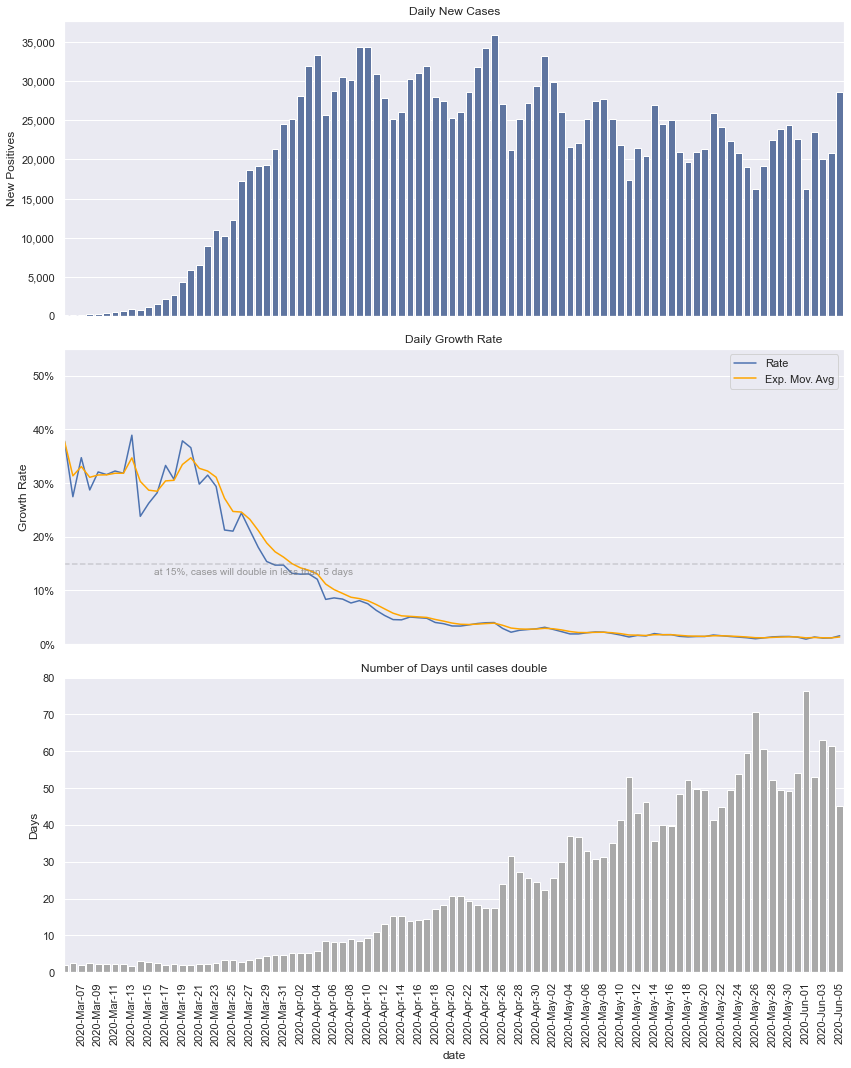 Daily New Cases
35,000
30,000
25,000
20,000
15,000
10,000
5,000
0
New Positives
Daily Growth Rate
Rate
Exp. Mov. Avg
50%
40%
30%
20%
10%
0%
Growth Rate
at 15%, cases will double in less than 5 days
Number of Days until cases double
80
70
60
50
40
30
20
10
0
Days
2020-Mar-07
2020-Mar-09
2020-Mar-11
2020-Mar-13
2020-Mar-15
2020-Mar-17
2020-Mar-19
2020-Mar-21
2020-Mar-23
2020-Mar-25
2020-Mar-27
2020-Mar-29
2020-Mar-31
2020-Apr-02
2020-Apr-04
2020-Apr-06
2020-Apr-08
2020-Apr-10
2020-Apr-12
2020-Apr-14
2020-Apr-16
2020-Apr-18
2020-Apr-20
2020-Apr-22
2020-Apr-24
2020-Apr-26
2020-Apr-28
2020-Apr-30
2020-May-02
2020-May-04
2020-May-06
2020-May-08
2020-May-10
2020-May-12
2020-May-14
2020-May-16
2020-May-18
2020-May-20
2020-May-22
2020-May-24
2020-May-26
2020-May-28
2020-May-30
2020-Jun-01
2020-Jun-03
2020-Jun-05
date